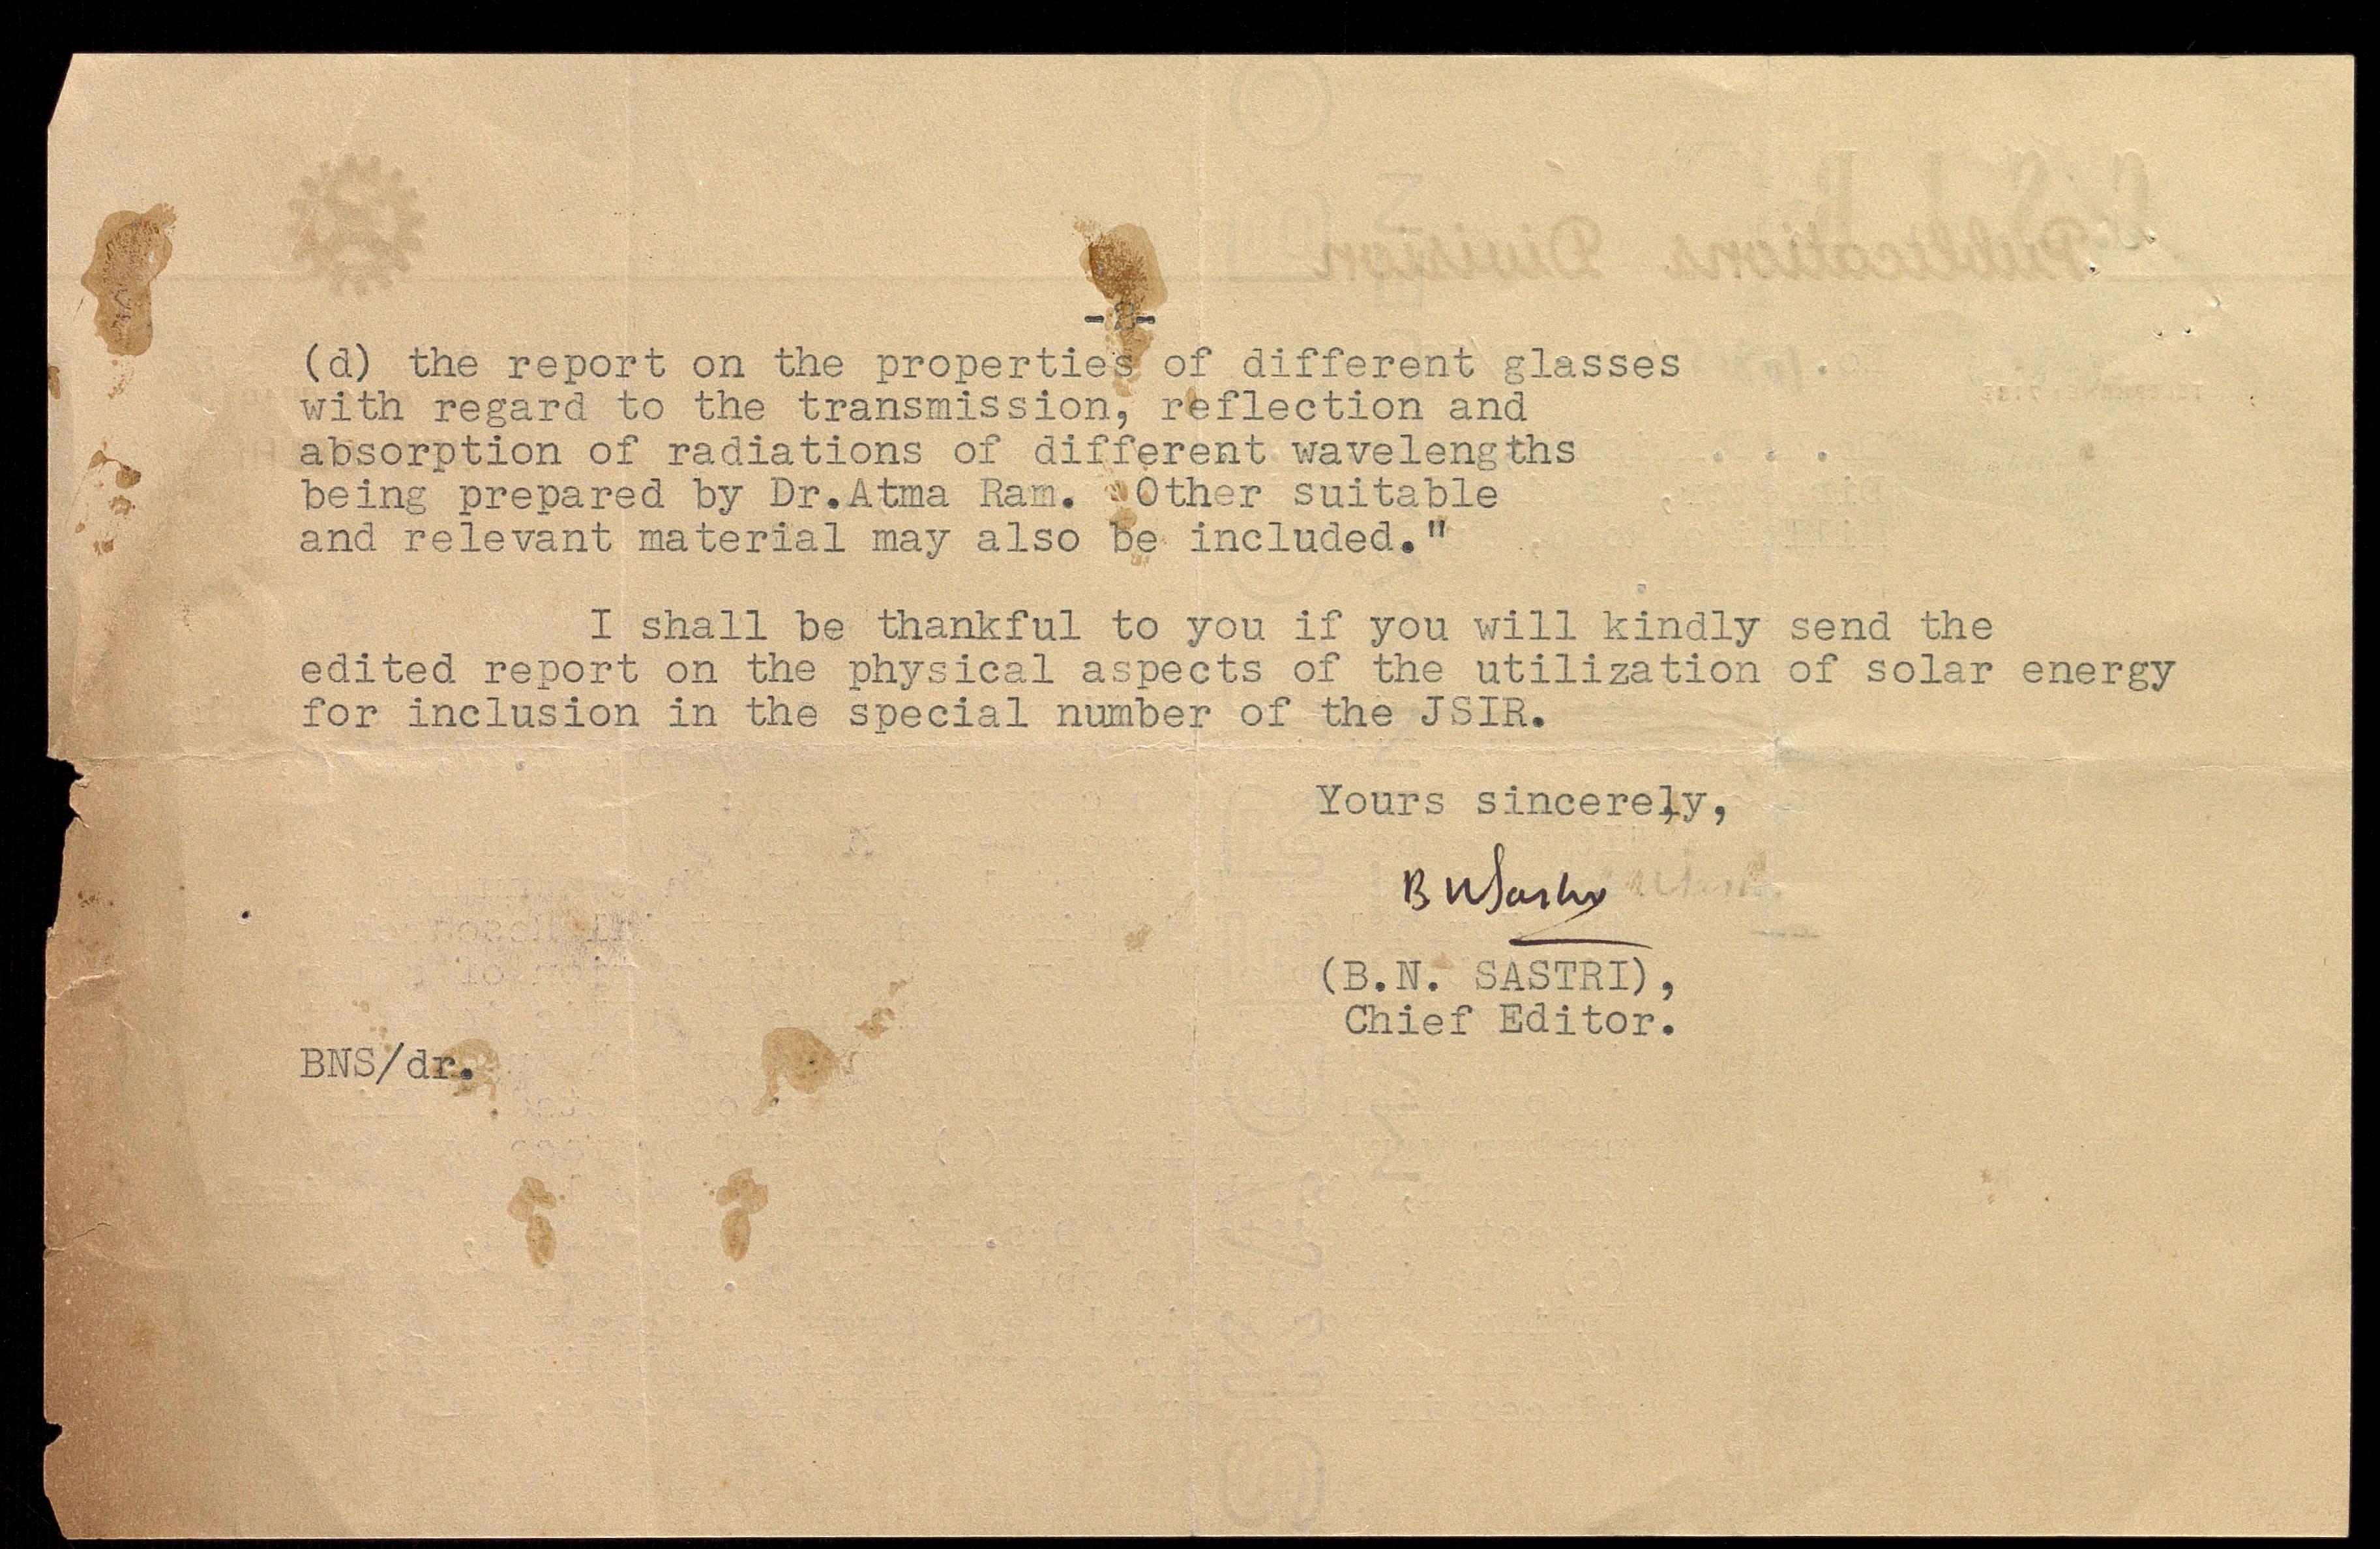 -2-
(d) the report on the properties of different glasses
with regard to the transmission, reflection and
absorption of radiations of different wavelengths
being prepared by Dr.Atma Ram. Other suitable
and relevant material may also be included."
I shall be thankful to you if you will kindly send the
edited report on the physical aspects of the utilization of solar energy
for inclusion in the special number of the JSIR.
Yours sincerely,
B N Sastri
(B.N. SASTRI),
Chief Editor.
BNS/dr.
Publications Division